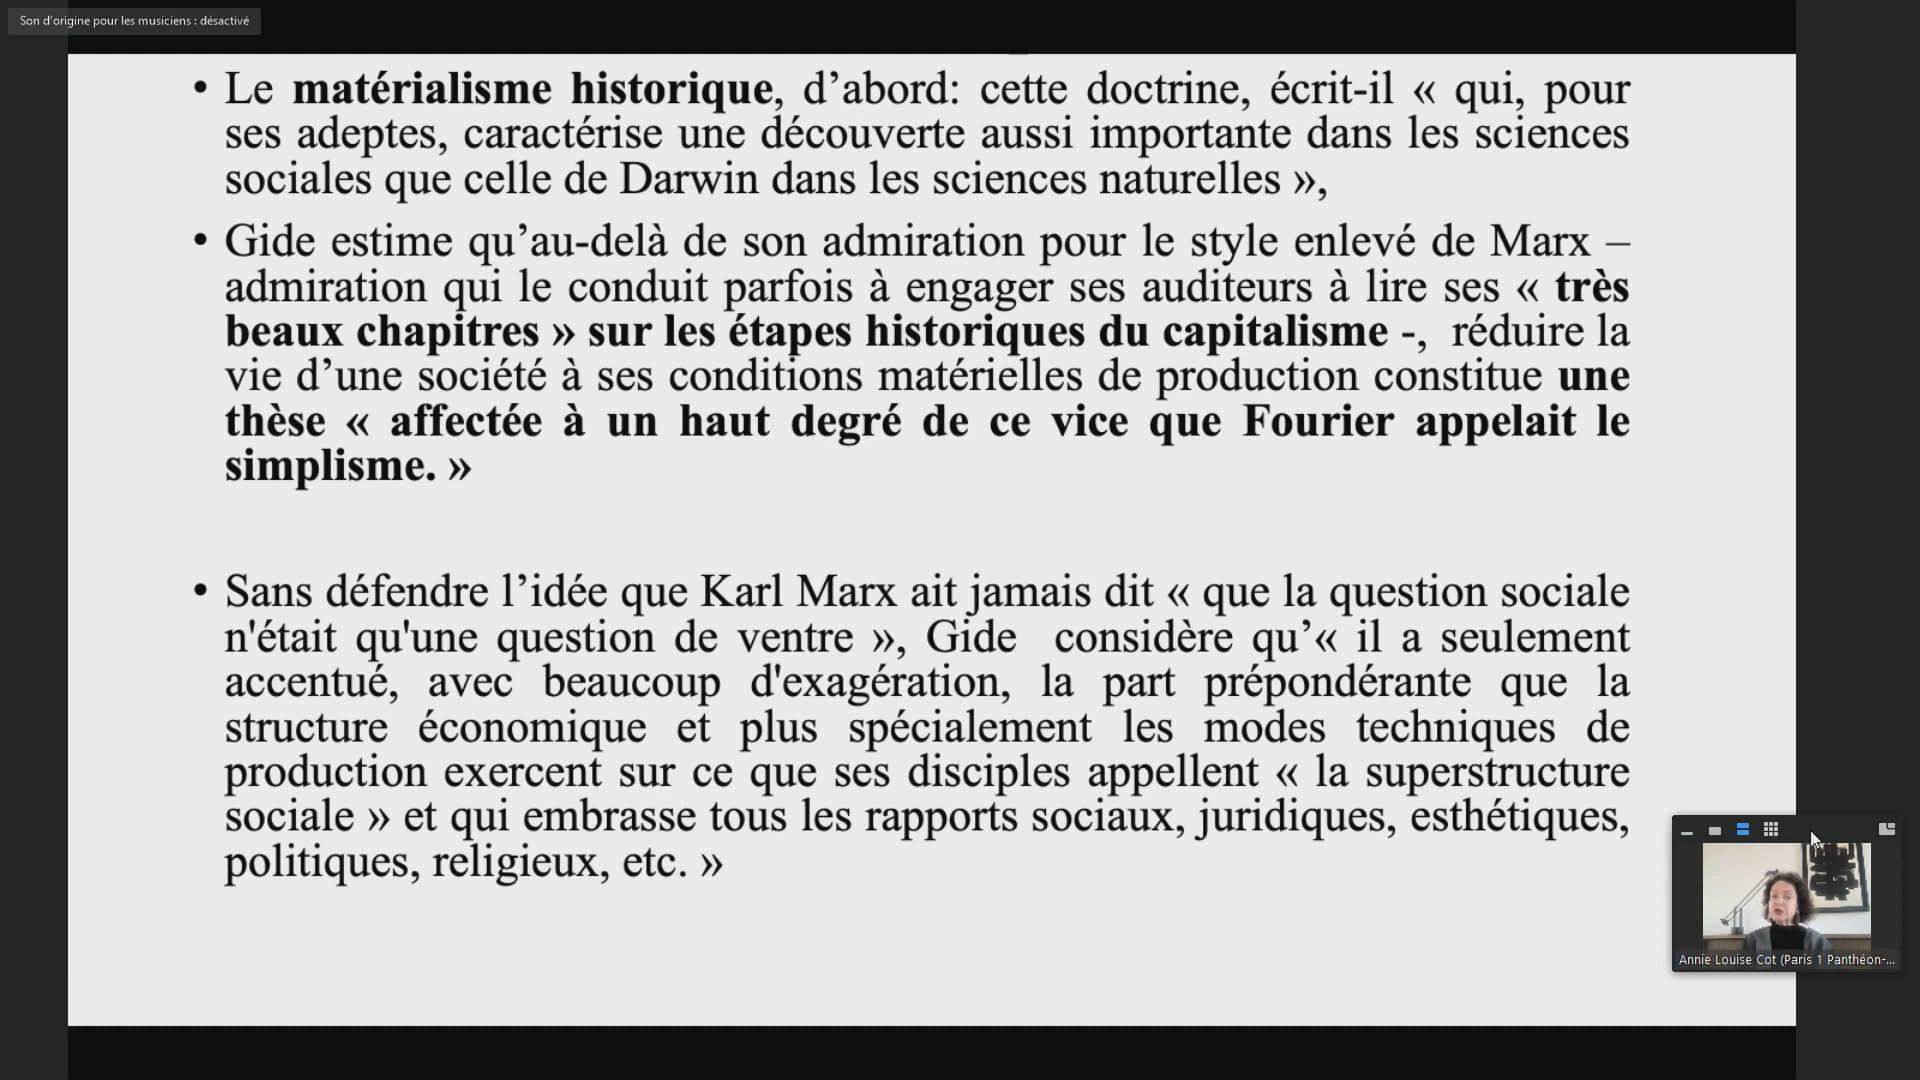 Son d'origine pour les musiciens : désactivé
• Le matérialisme historique, d’abord: cette doctrine, écrit-il « qui, pour
ses adeptes, caractérise une découverte aussi importante dans les sciences
sociales que celle de Darwin dans les sciences naturelles »,
• Gide estime qu’au-delà de son admiration pour le style enlevé de Marx –
admiration qui le conduit parfois à engager ses auditeurs à lire ses « très
beaux chapitres » sur les étapes historiques du capitalisme -, réduire la
vie d’une société à ses conditions matérielles de production constitue une
thèse « affectée à un haut degré de ce vice que Fourier appelait le
simplisme. »
• Sans défendre l’idée que Karl Marx ait jamais dit « que la question sociale
n'était qu'une question de ventre », Gide considère qu’« il a seulement
accentué, avec beaucoup d'exagération, la part prépondérante que la
structure économique et plus spécialement les modes techniques de
production exercent sur ce que ses disciples appellent « la superstructure
sociale » et qui embrasse tous les rapports sociaux, juridiques, esthétiques,
politiques, religieux, etc. »
Annie Louise Cot (Paris 1 Panthéon-...